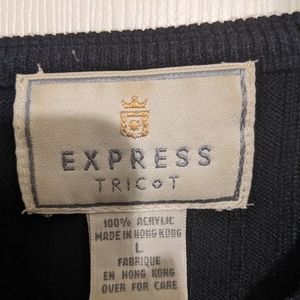 EXPRESS
TRICOT
100% ACRYLIC
MADE IN HONG KONG
L
FABRIQUE
EN HONG KONG
OVER FOR CARE